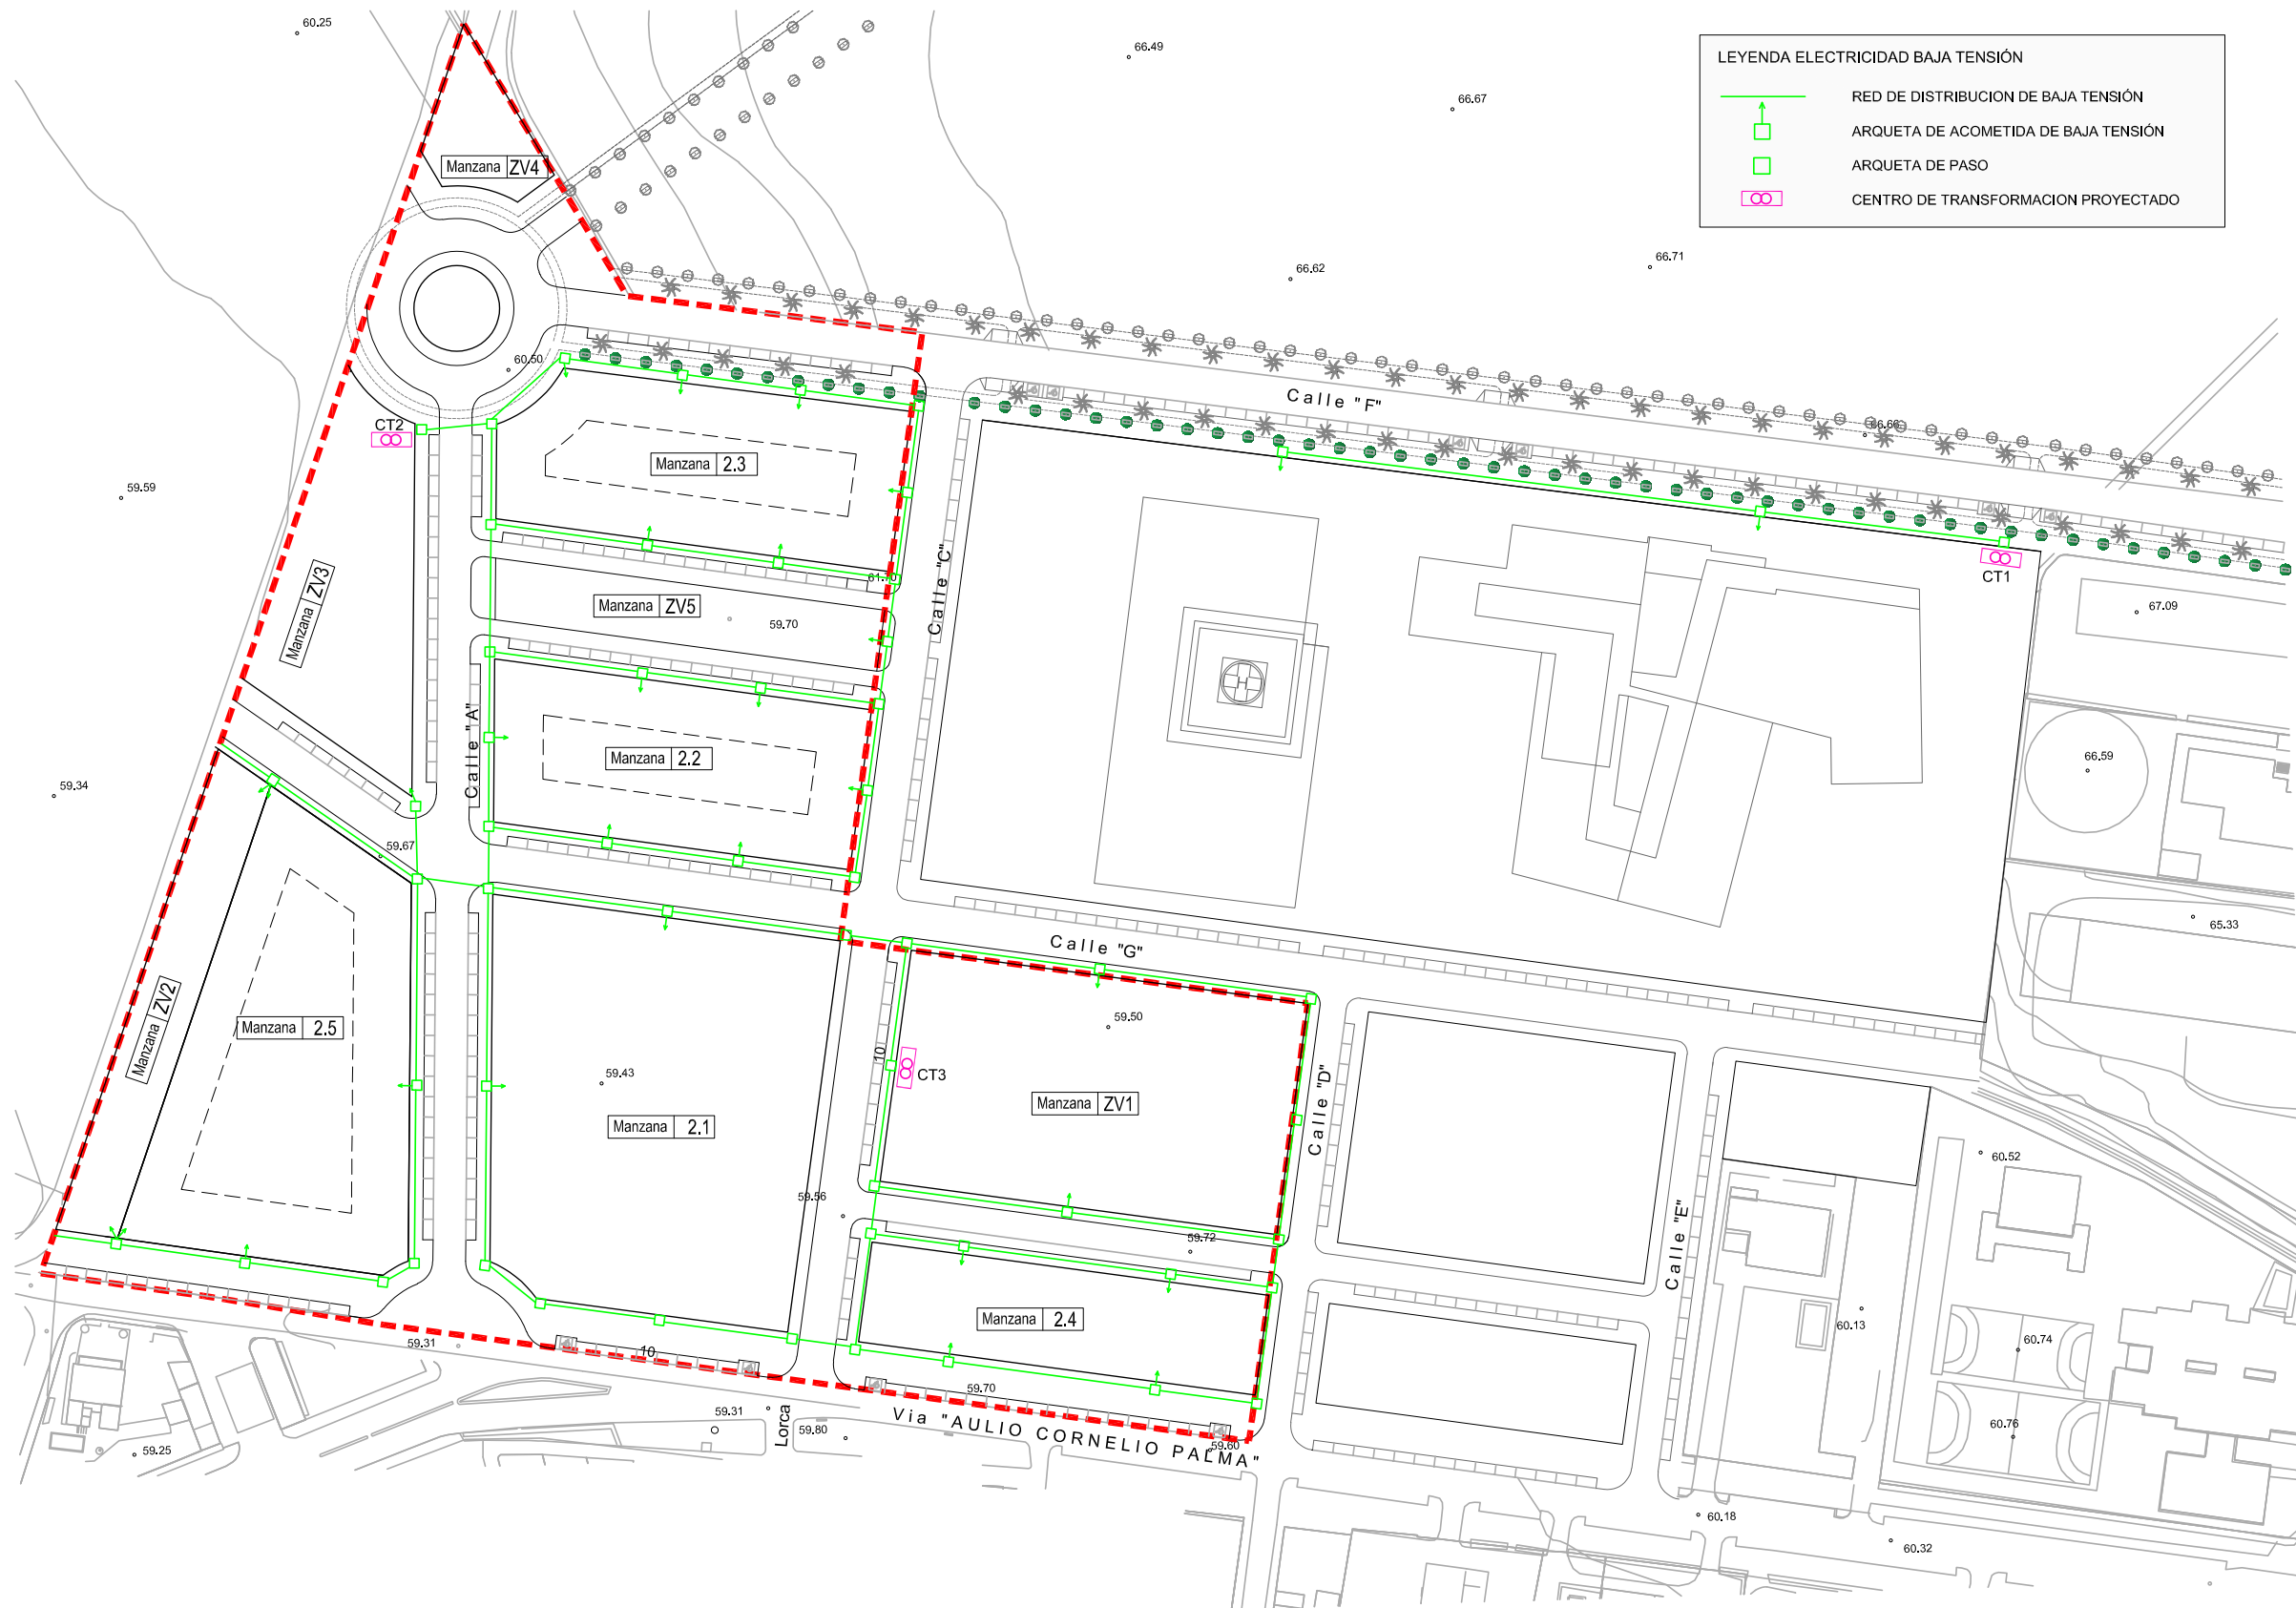 60.25
66.49
66.67
LEYENDA ELECTRICIDAD BAJA TENSIÓN
RED DE DISTRIBUCION DE BAJA TENSIÓN
ARQUETA DE ACOMETIDA DE BAJA TENSIÓN
ARQUETA DE PASO
CENTRO DE TRANSFORMACION PROYECTADO
Manzana ZV4
66.62
66.71
60.50
Calle "F"
CT2
66.66
Manzana 2.3
59.59
CT1
61.70
Calle "C"
Manzana ZV3
Manzana ZV5
59.70
67.09
Calle "A"
Manzana 2.2
66.59
59.34
59.67
65.33
Calle "G"
Manzana ZV2
Manzana 2.5
59.50
59.43
10
CT3
Manzana ZV1
Calle "D"
Manzana 2.1
60.52
59.56
59.72
Calle "E"
Manzana 2.4
60.13
60.74
59.31
10
59.70
59.31
Lorca
59.80
Via "AULIO CORNELIO PALMA"
59.60
59.25
60.76
60.18
60.32